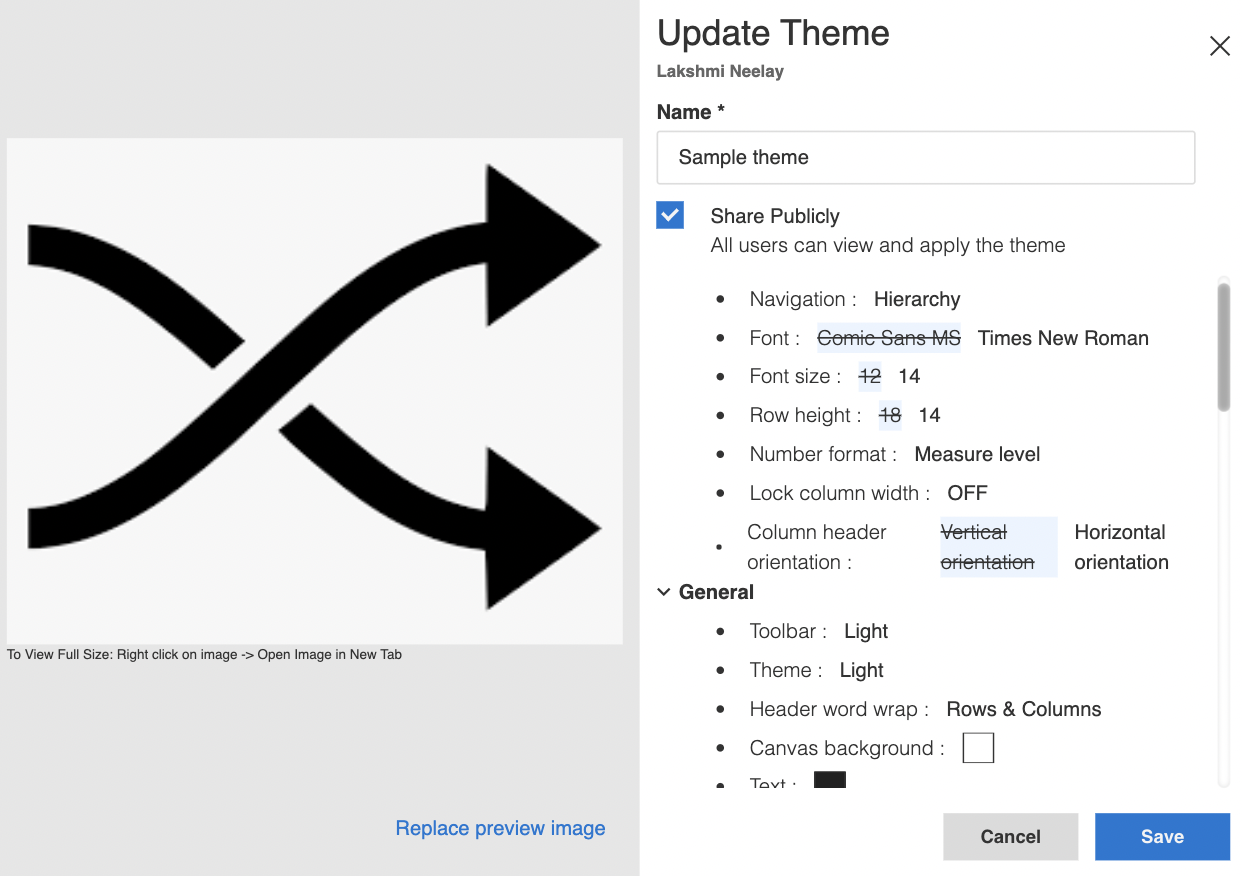 Update Theme
Lakshmi Neelay
Name *
Sample theme
Share Publicly
All users can view and apply the theme
• Navigation : Hierarchy
• Font : Comic Sans MS Times New Roman
• Font size : 12 14
• Row height : 18 14
• Number format : Measure level
• Lock column width : OFF
• Column header orientation : Vertical orientation Horizontal orientation
General
• Toolbar : Light
• Theme : Light
• Header word wrap : Rows & Columns
• Canvas background :
• Text :
To View Full Size: Right click on image -> Open Image in New Tab
Replace preview image
Cancel
Save